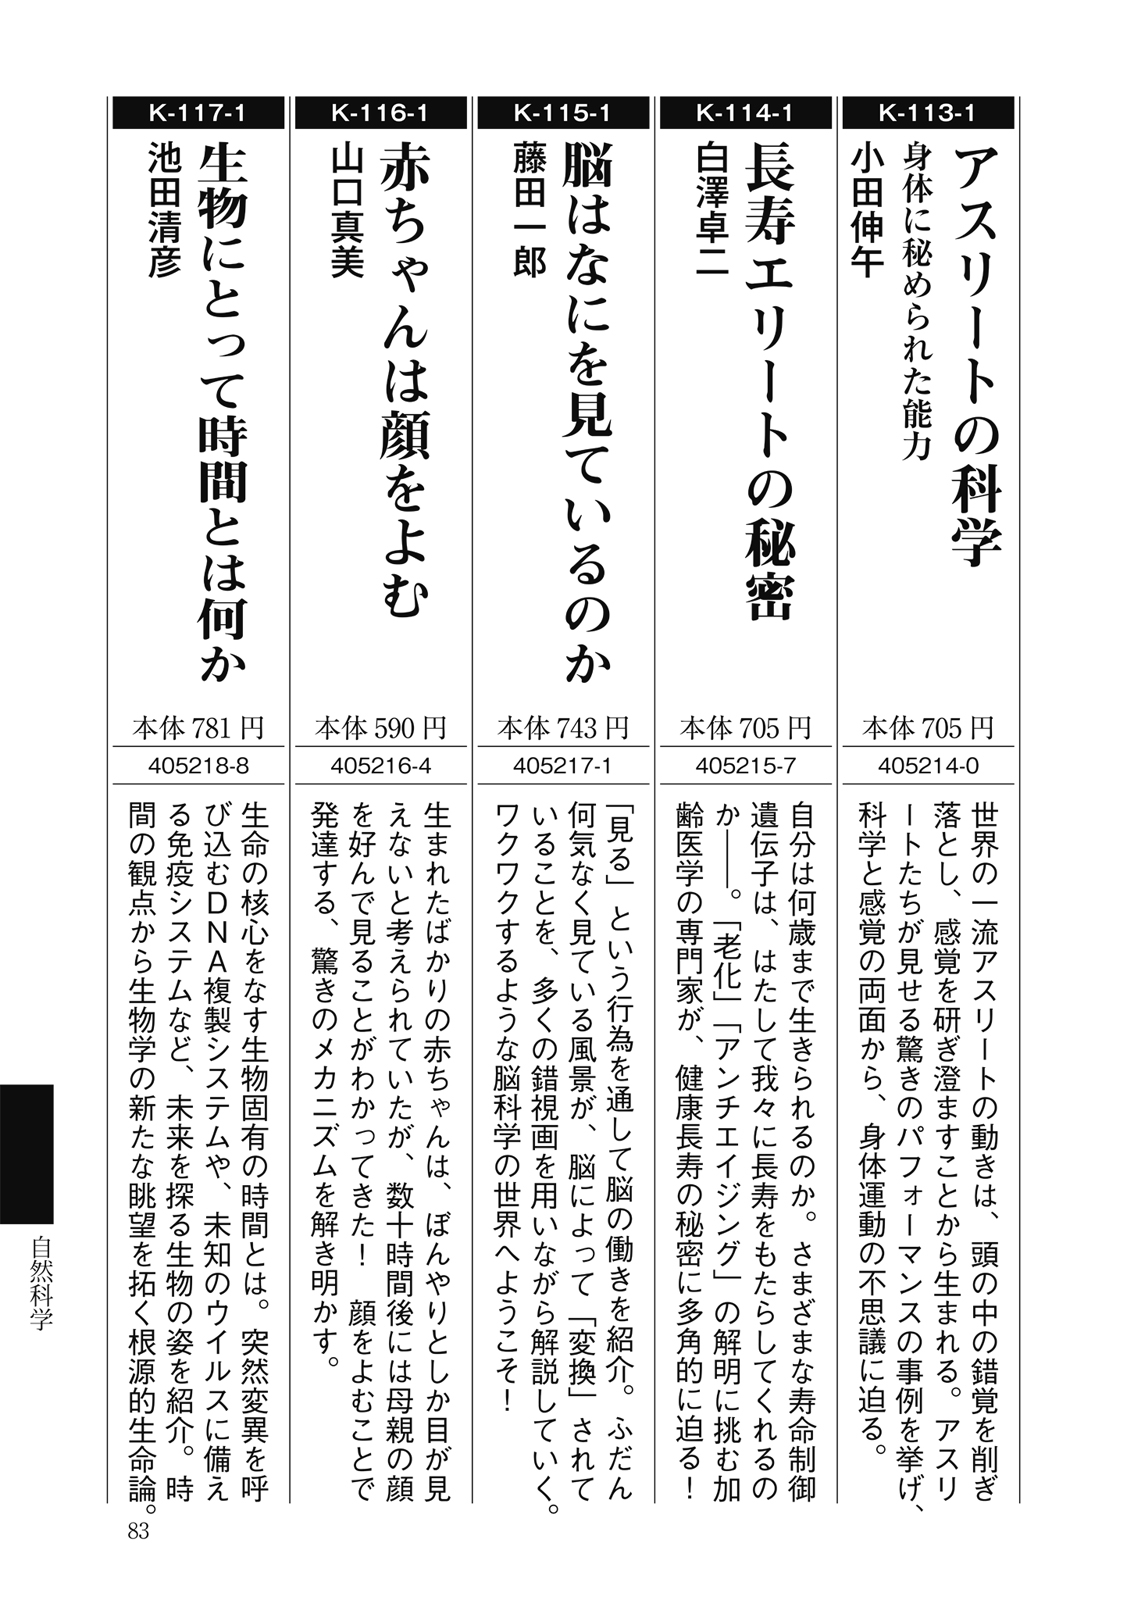 K-113-1
アスリートの科学
身体に秘められた能力
小田伸午
本体 705 円
405214-0
世界の一流アスリートの動きは、頭の中の錯覚を削ぎ
落とし、感覚を研ぎ澄ますことから生まれる。アスリ
ートたちが見せる驚きのパフォーマンスの事例を挙げ、
科学と感覚の両面から、身体運動の不思議に迫る。
K-114-1
長寿エリートの秘密
白澤卓二
本体 705 円
405215-7
自分は何歳まで生きられるのか。さまざまな寿命制御
遺伝子は、はたして我々に長寿をもたらしてくれるの
か――。「老化」「アンチエイジング」の解明に挑む加
齢医学の専門家が、健康長寿の秘密に多角的に迫る！
K-115-1
脳はなにを見ているのか
藤田一郎
本体 743 円
405217-1
「見る」という行為を通して脳の働きを紹介。ふだん
何気なく見ている風景が、脳によって「変換」されて
いることを、多くの錯視画を用いながら解説していく。
ワクワクするような脳科学の世界へようこそ！
K-116-1
赤ちゃんは顔をよむ
山口真美
本体 590 円
405216-4
生まれたばかりの赤ちゃんは、ぼんやりとしか目が見
えないと考えられていたが、数十時間後には母親の顔
を好んで見ることがわかってきた！　顔をよむことで
発達する、驚きのメカニズムを解き明かす。
K-117-1
生物にとって時間とは何か
池田清彦
本体 781 円
405218-8
生命の核心をなす生物固有の時間とは。突然変異を呼
び込むＤＮＡ複製システムや、未知のウイルスに備え
る免疫システムなど、未来を探る生物の姿を紹介。時
間の観点から生物学の新たな眺望を拓く根源的生命論。
自然科学
83